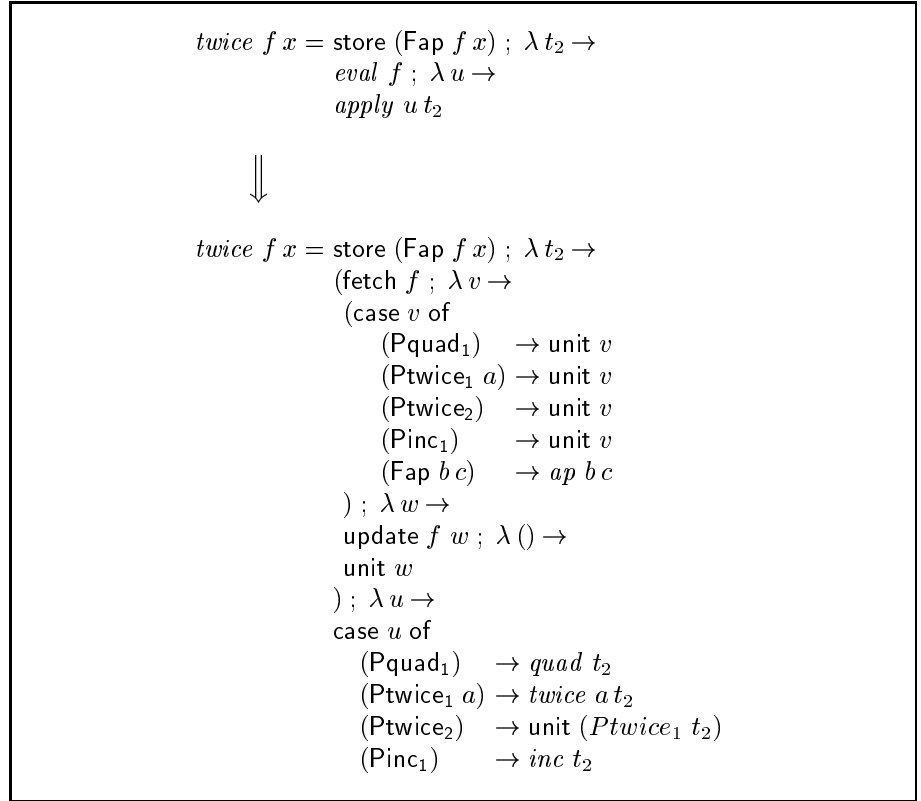 twice f x = store (Fap f x) ; λ t₂ →
eval f ; λ u →
apply u t₂
⇓
twice f x = store (Fap f x) ; λ t₂ →
(fetch f ; λ v →
(case v of
(Pquad₁) → unit v
(Ptwice₁ a) → unit v
(Ptwice₂) → unit v
(Pinc₁) → unit v
(Fap b c) → ap b c
) ; λ w →
update f w ; λ () →
unit w
) ; λ u →
case u of
(Pquad₁) → quad t₂
(Ptwice₁ a) → twice a t₂
(Ptwice₂) → unit (Ptwice₁ t₂)
(Pinc₁) → inc t₂